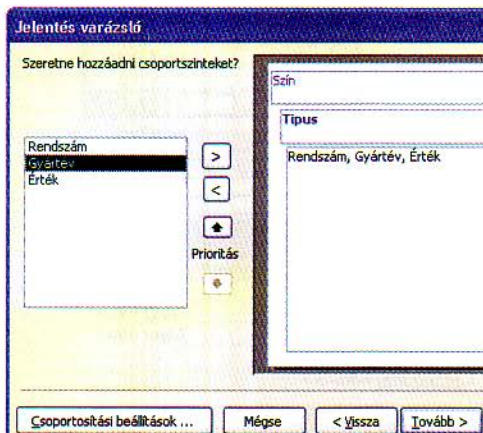 Jelentés varázsló
Szeretne hozzáadni csoportszinteket?
Rendszám
Gyártév
Érték
>
<
Prioritás
Szín
Típus
Rendszám, Gyártév, Érték
Csoportosítási beállítások ...
Mégse
< Vissza
Tovább >